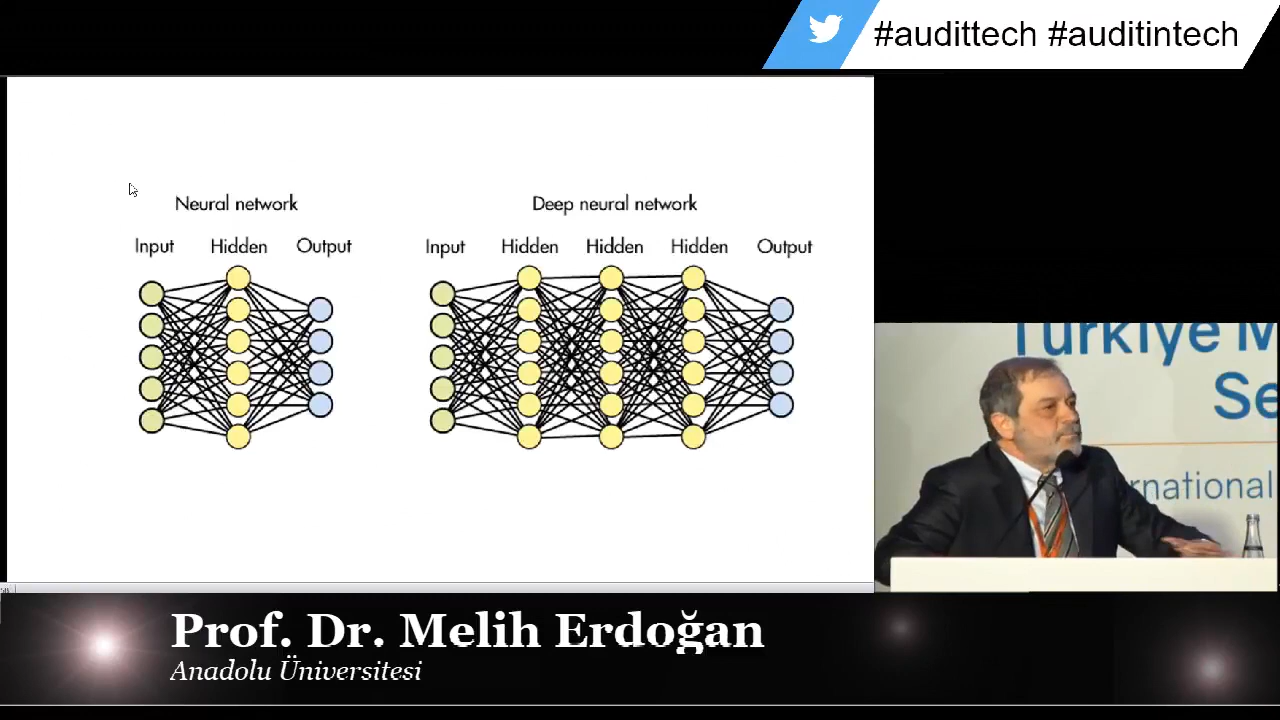 #audittech #auditintech
Neural network
Deep neural network
Input Hidden Output
Input Hidden Hidden Hidden Output
Türkiye M
Se
rnational
Prof. Dr. Melih Erdoğan
Anadolu Üniversitesi